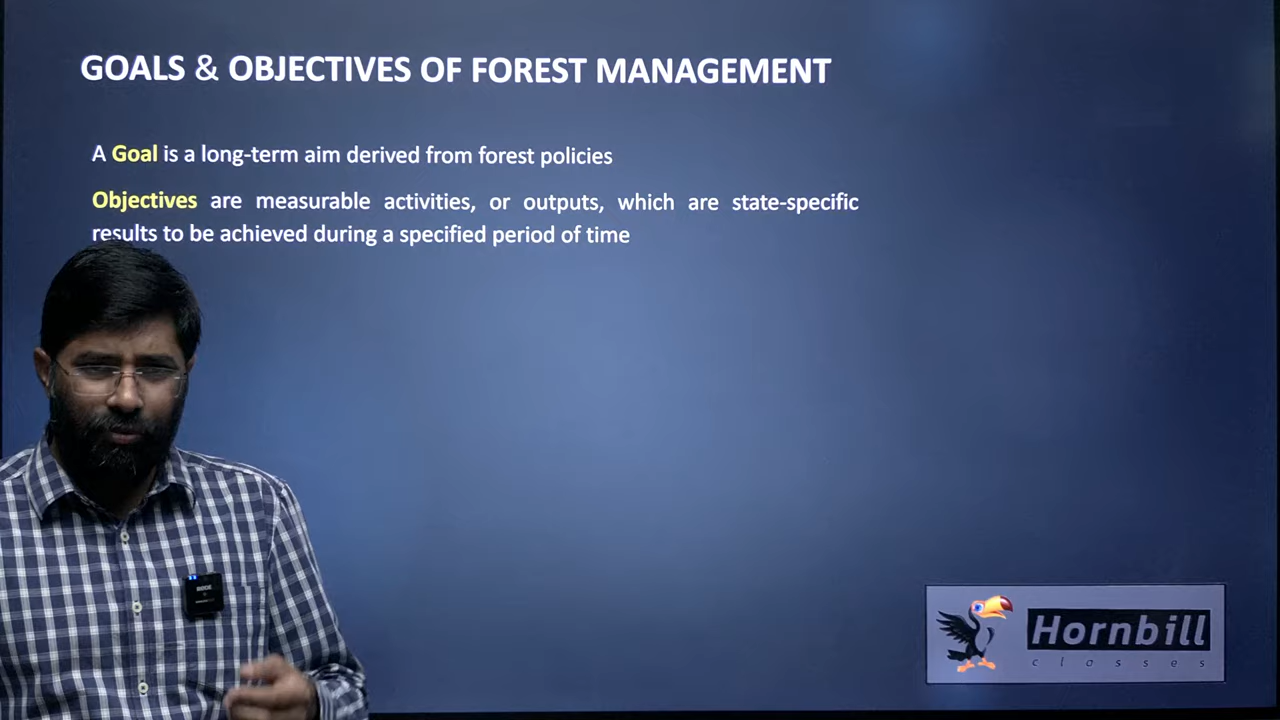 GOALS & OBJECTIVES OF FOREST MANAGEMENT
A Goal is a long-term aim derived from forest policies
Objectives are measurable activities, or outputs, which are state-specific
results to be achieved during a specified period of time
Hornbill
classes